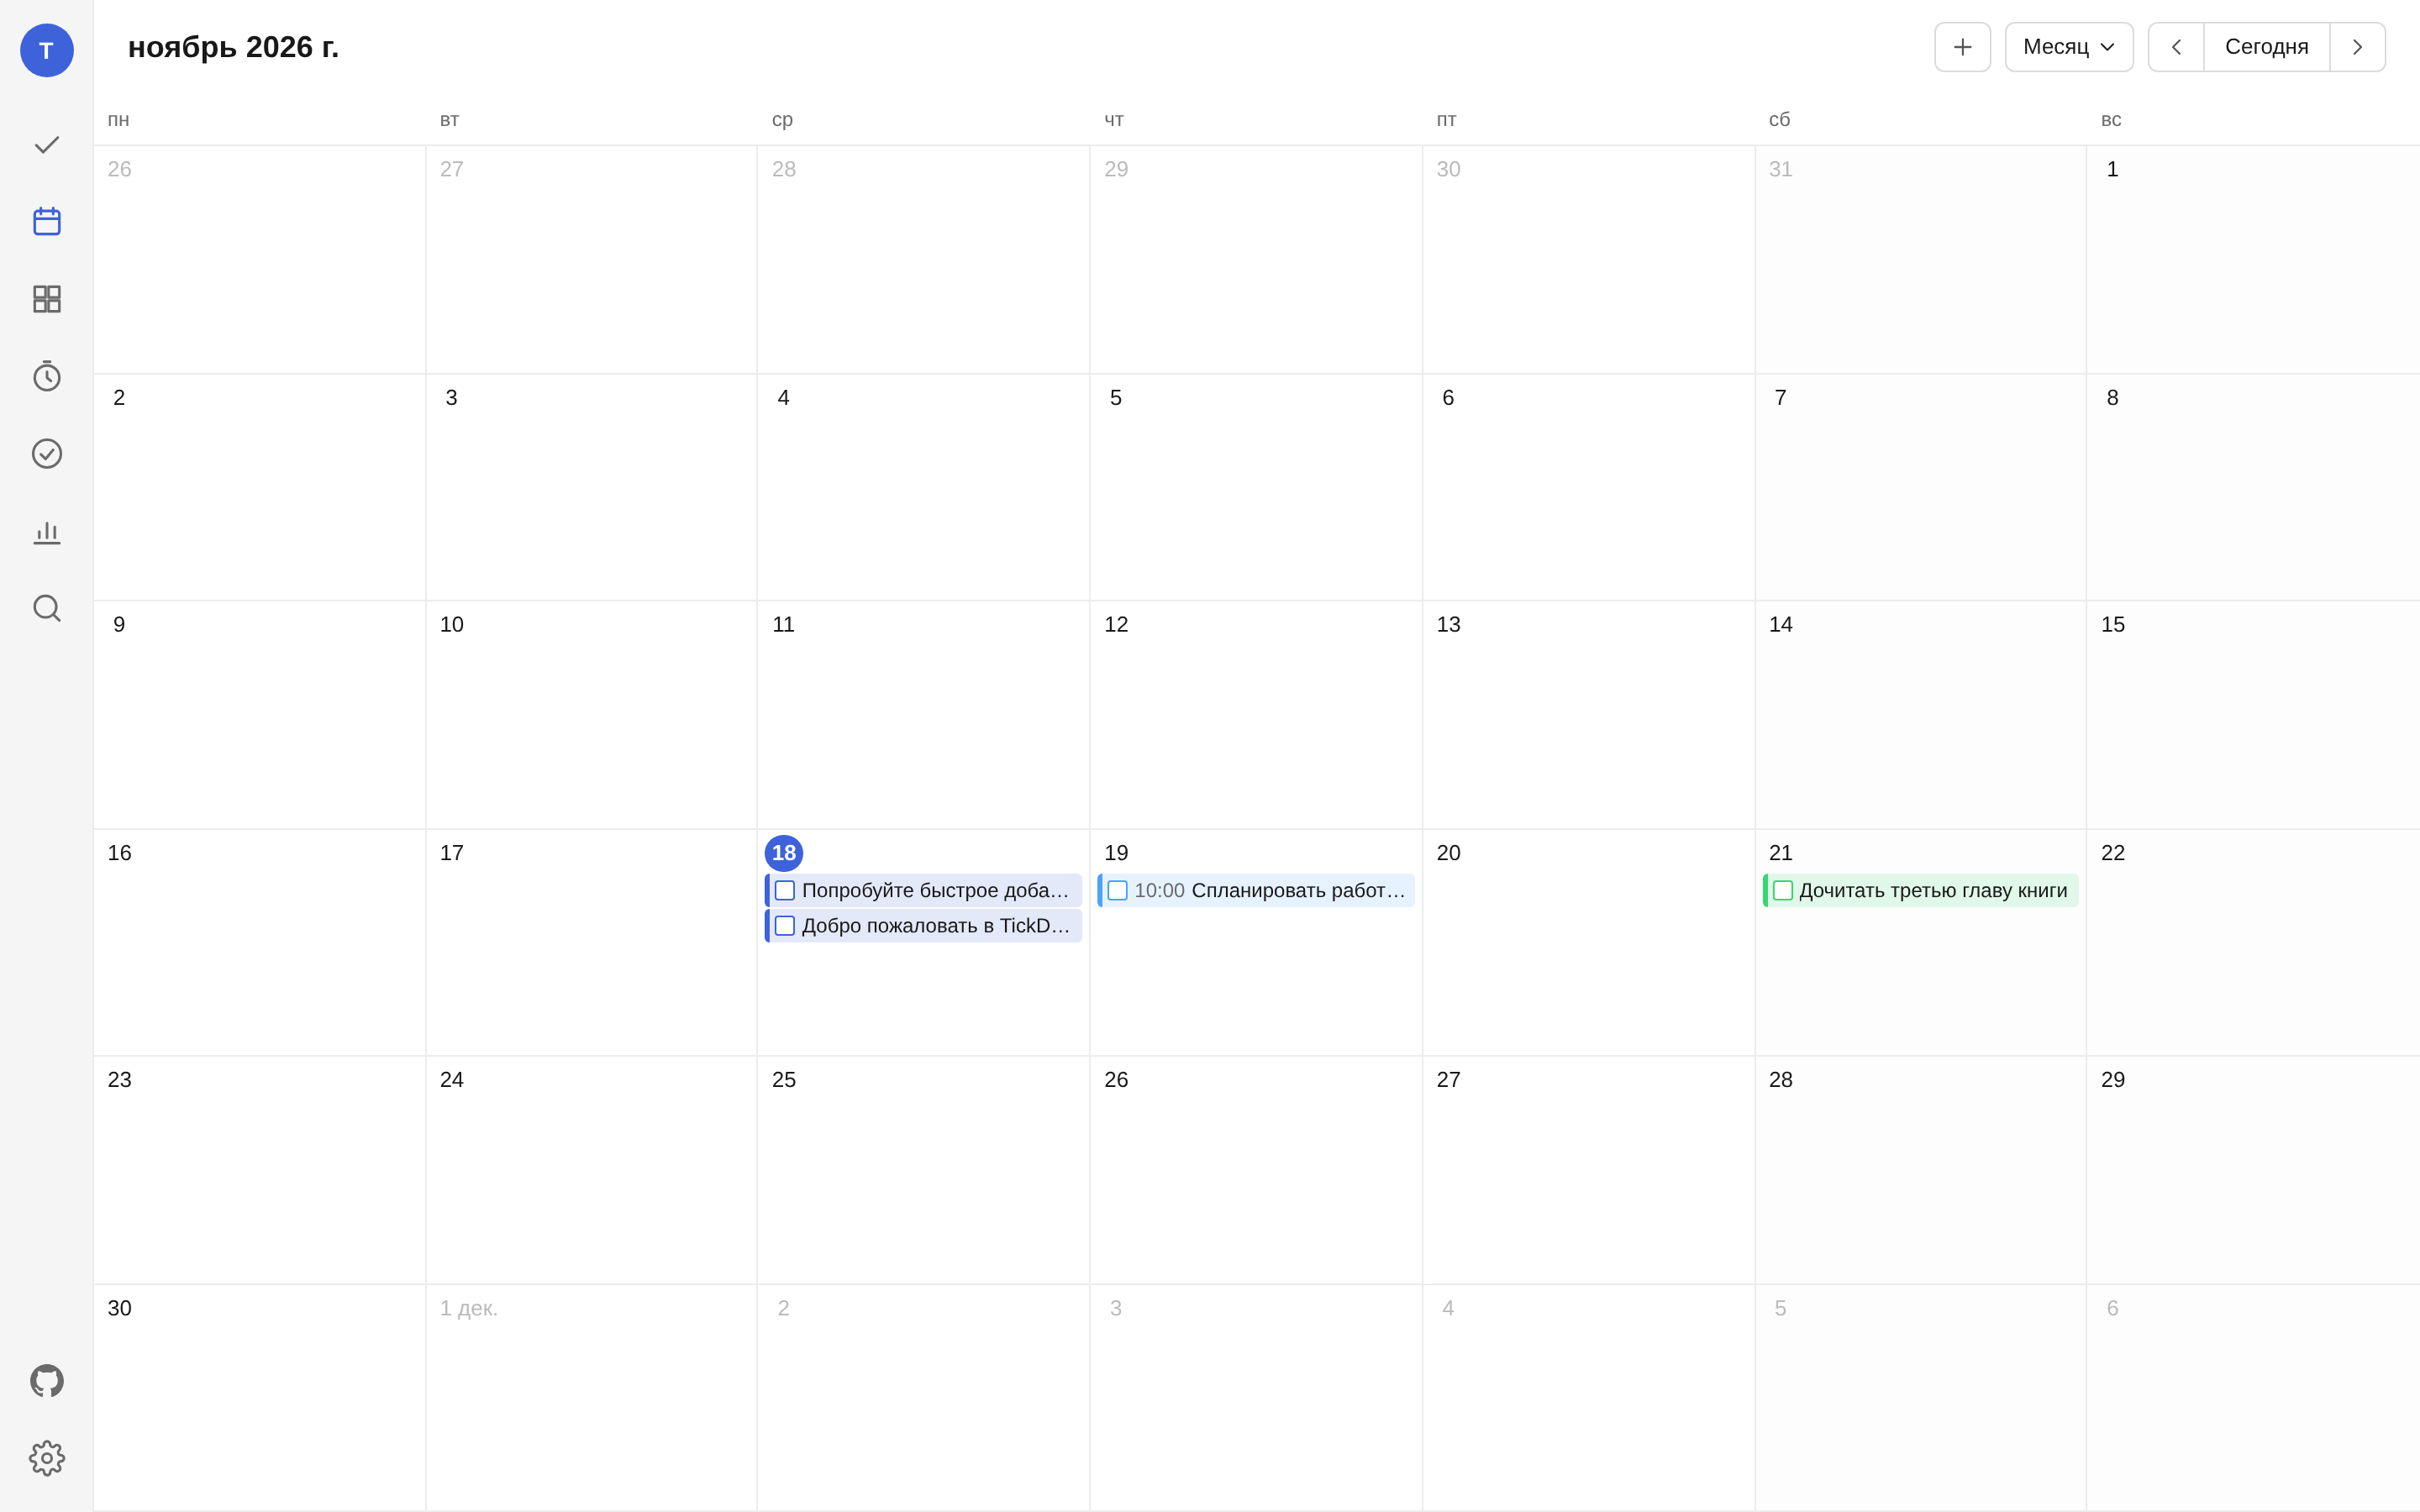 T
ноябрь 2026 г.
Месяц
Сегодня
пн вт ср чт пт сб вс
26 27 28 29 30 31 1
2 3 4 5 6 7 8
9 10 11 12 13 14 15
16 17 18 19 20 21 22
Попробуйте быстрое доба…
10:00 Спланировать работ…
Дочитать третью главу книги
Добро пожаловать в TickD…
23 24 25 26 27 28 29
30 1 дек. 2 3 4 5 6